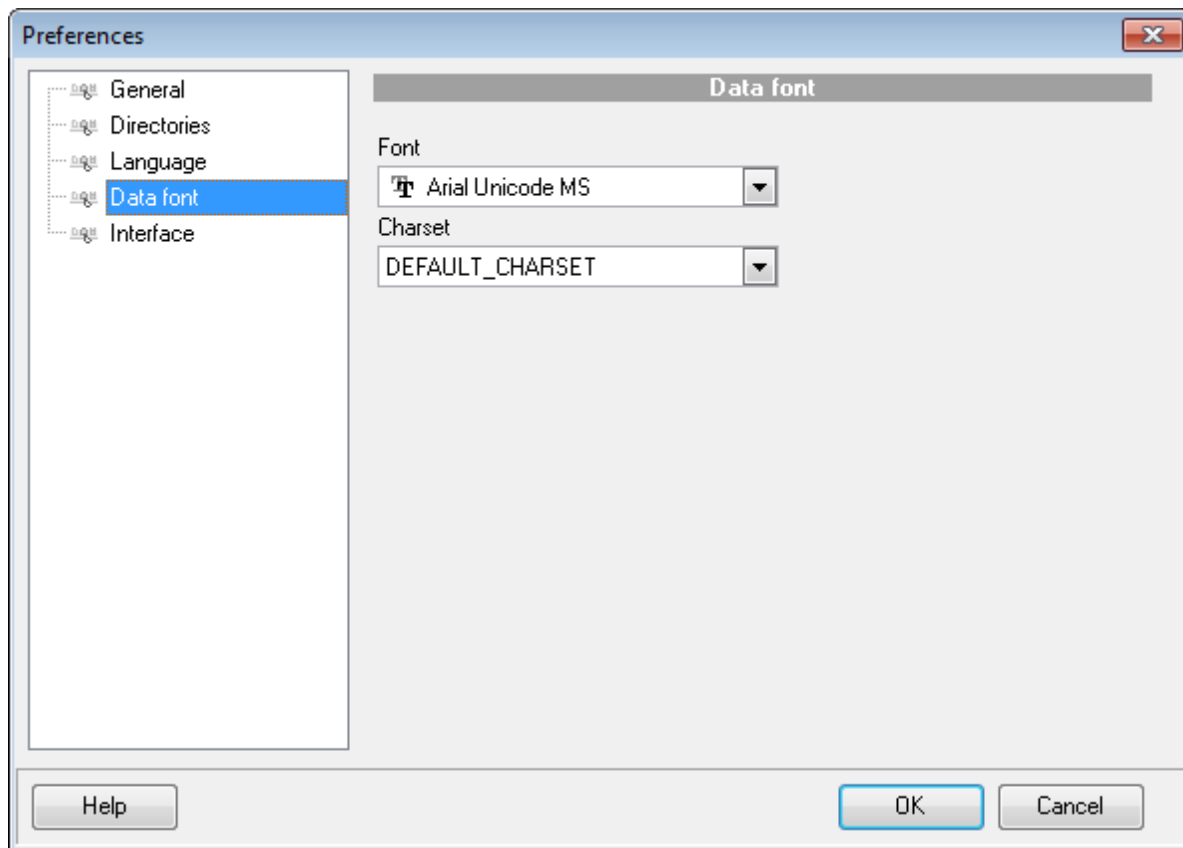 Preferences
General
Directories
Language
Data font
Interface
Data font
Font
Arial Unicode MS
Charset
DEFAULT_CHARSET
Help
OK
Cancel